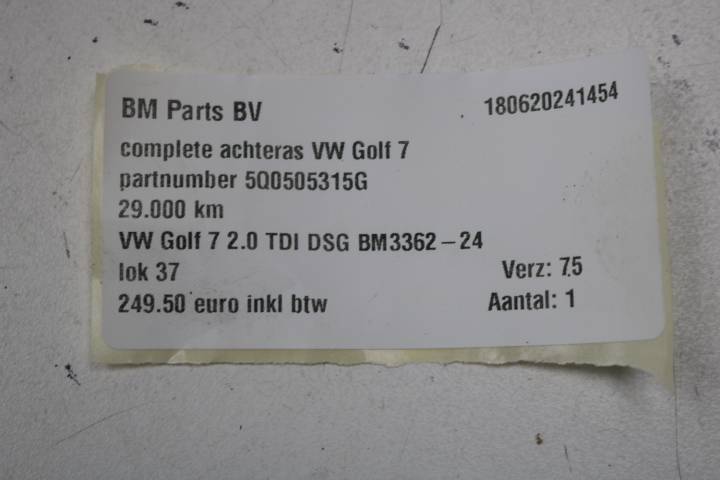 BM Parts BV 180620241454
complete achteras VW Golf 7
partnumber 5Q0505315G
29.000 km
VW Golf 7 2.0 TDI DSG BM3362-24
lok 37 Verz: 75
249.50 euro inkl btw Aantal: 1